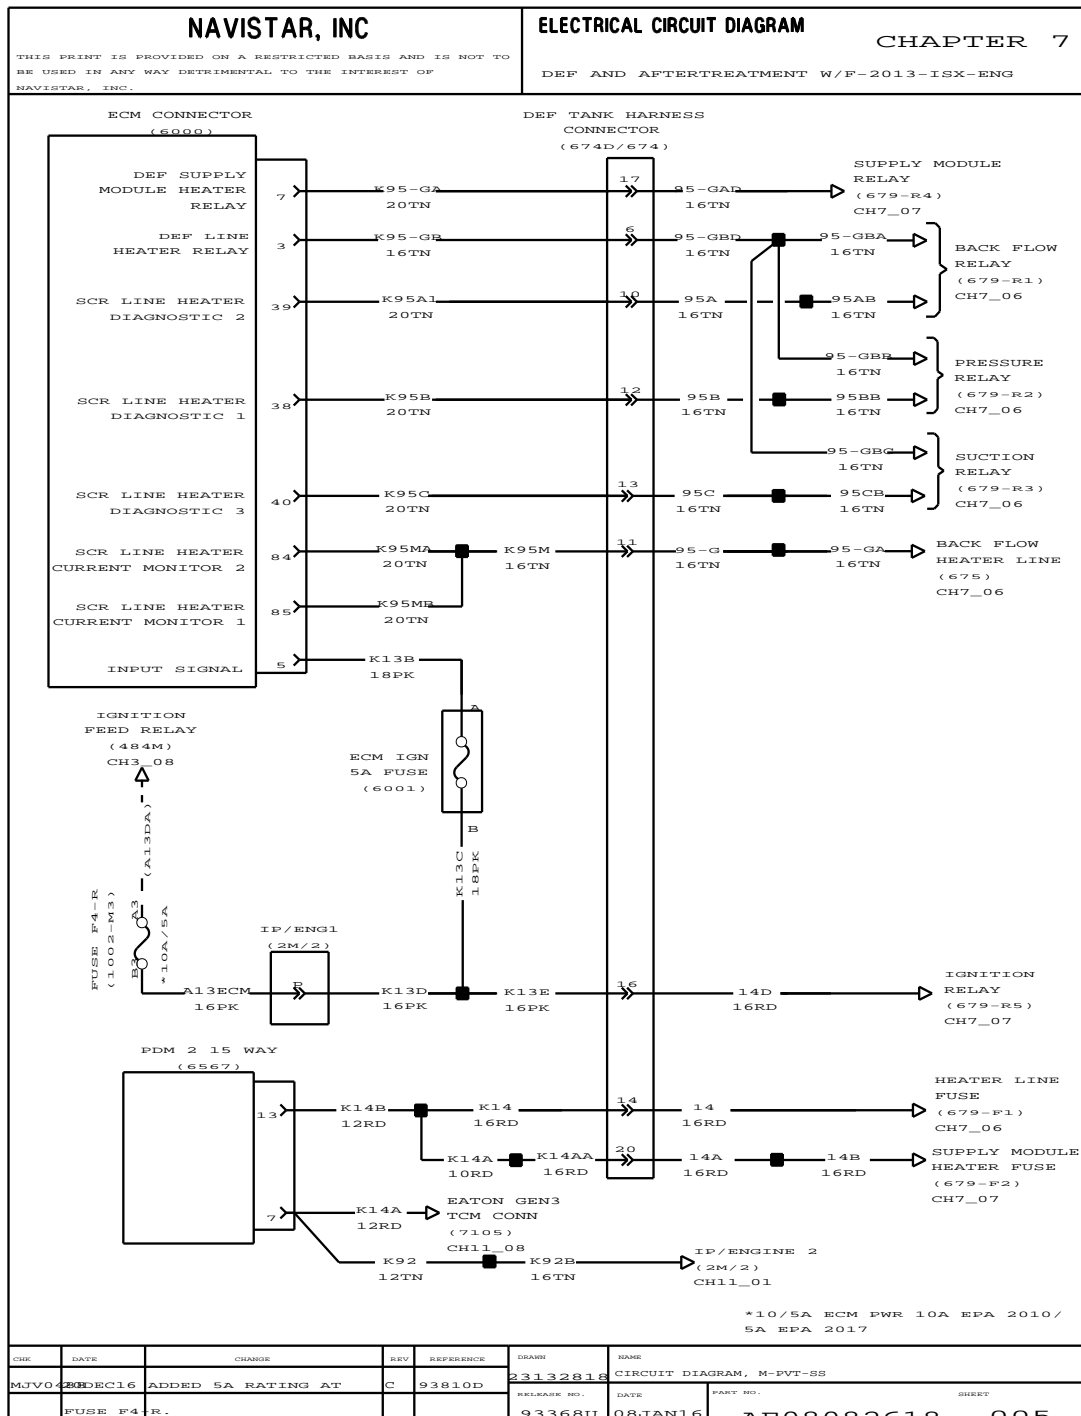 NAVISTAR, INC
THIS PRINT IS PROVIDED ON A RESTRICTED BASIS AND IS NOT TO
BE USED IN ANY WAY DETRIMENTAL TO THE INTEREST OF
NAVISTAR, INC.
ELECTRICAL CIRCUIT DIAGRAM
CHAPTER 7
DEF AND AFTERTREATMENT W/F-2013-ISX-ENG
ECM CONNECTOR
(6000)
DEF TANK HARNESS
CONNECTOR
(674D/674)
DEF SUPPLY
MODULE HEATER
RELAY
7
K95-GA
20TN
17
95-GAD
16TN
SUPPLY MODULE
RELAY
(679-R4)
CH7_07
DEF LINE
HEATER RELAY
3
K95-GB
16TN
6
95-GBD
16TN
95-GBA
16TN
BACK FLOW
RELAY
(679-R1)
CH7_06
SCR LINE HEATER
DIAGNOSTIC 2
39
K95A1
20TN
10
95A
16TN
95AB
16TN
95-GBB
16TN
PRESSURE
RELAY
(679-R2)
CH7_06
SCR LINE HEATER
DIAGNOSTIC 1
38
K95B
20TN
12
95B
16TN
95BB
16TN
95-GBC
16TN
SUCTION
RELAY
(679-R3)
CH7_06
SCR LINE HEATER
DIAGNOSTIC 3
40
K95C
20TN
13
95C
16TN
95CB
16TN
SCR LINE HEATER
CURRENT MONITOR 2
84
K95MA
20TN
K95M
16TN
11
95-G
16TN
95-GA
16TN
BACK FLOW
HEATER LINE
(675)
CH7_06
SCR LINE HEATER
CURRENT MONITOR 1
85
K95MB
20TN
INPUT SIGNAL
5
K13B
18PK
IGNITION
FEED RELAY
(484M)
CH3_08
A
ECM IGN
5A FUSE
(6001)
B
K13C
18PK
(A13DA)
FUSE F4-R
(1002-M3)
A3
B3
*10A/5A
IP/ENG1
(2M/2)
A13ECM
16PK
K13D
16PK
K13E
16PK
16
14D
16RD
IGNITION
RELAY
(679-R5)
CH7_07
PDM 2 15 WAY
(6567)
13
K14B
12RD
K14
16RD
14
14
16RD
HEATER LINE
FUSE
(679-F1)
CH7_06
K14A
10RD
K14AA
16RD
20
14A
16RD
14B
16RD
SUPPLY MODULE
HEATER FUSE
(679-F2)
CH7_07
7
K14A
12RD
EATON GEN3
TCM CONN
(7105)
CH11_08
K92
12TN
K92B
16TN
IP/ENGINE 2
(2M/2)
CH11_01
*10/5A ECM PWR 10A EPA 2010/
5A EPA 2017
CHK DATE CHANGE REV REFERENCE DRAWN NAME
ADDED 5A RATING AT C 93810D 23132818 CIRCUIT DIAGRAM, M-PVT-SS
RELEASE NO. DATE PART NO. SHEET
FUSE F4-R. 93368U 08JAN16